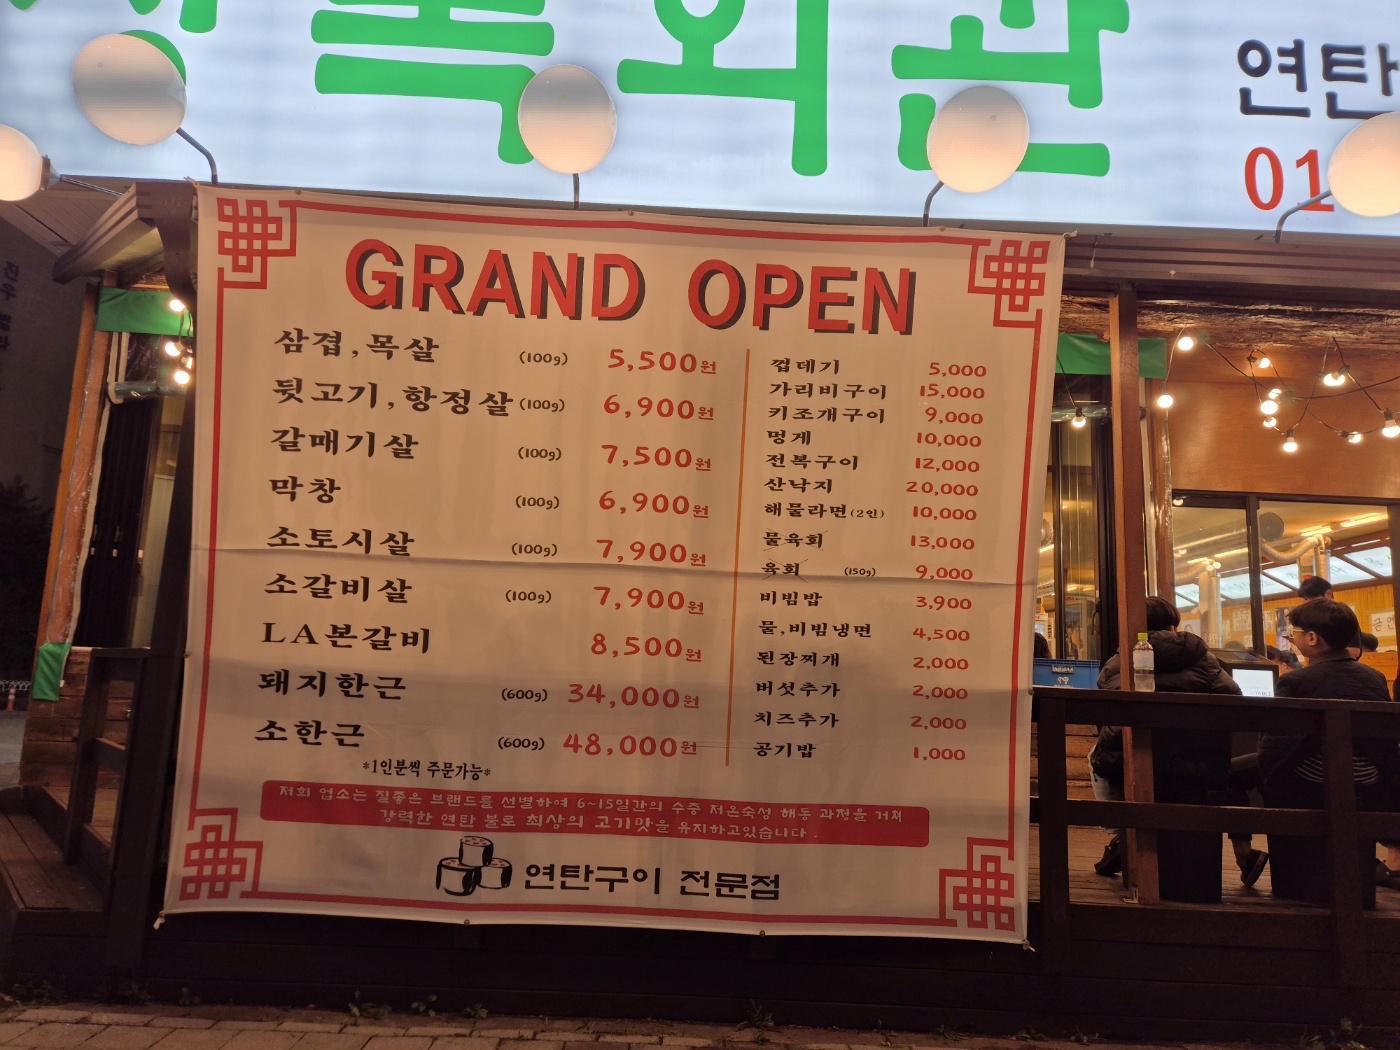 복회관
연탄
01
GRAND OPEN
삼겹,목살 (100g) 5,500원
뒷고기,항정살 (100g) 6,900원
갈매기살 (100g) 7,500원
막창 (100g) 6,900원
소토시살 (100g) 7,900원
소갈비살 (100g) 7,900원
LA본갈비 8,500원
돼지한근 (600g) 34,000원
소한근 (600g) 48,000원
*1인분씩 주문가능*
껍데기 5,000
가리비구이 15,000
키조개구이 9,000
멍게 10,000
전복구이 12,000
산낙지 20,000
해물라면(2인) 10,000
물육회 13,000
육회 (150g) 9,000
비빔밥 3,900
물,비빔냉면 4,500
된장찌개 2,000
버섯추가 2,000
치즈추가 2,000
공기밥 1,000
저희 업소는 질좋은 브랜드를 선별하여 6~15일간의 수중 저온숙성 해동 과정을 거쳐
강력한 연탄 불로 최상의 고기맛을 유지하고있습니다.
연탄구이 전문점